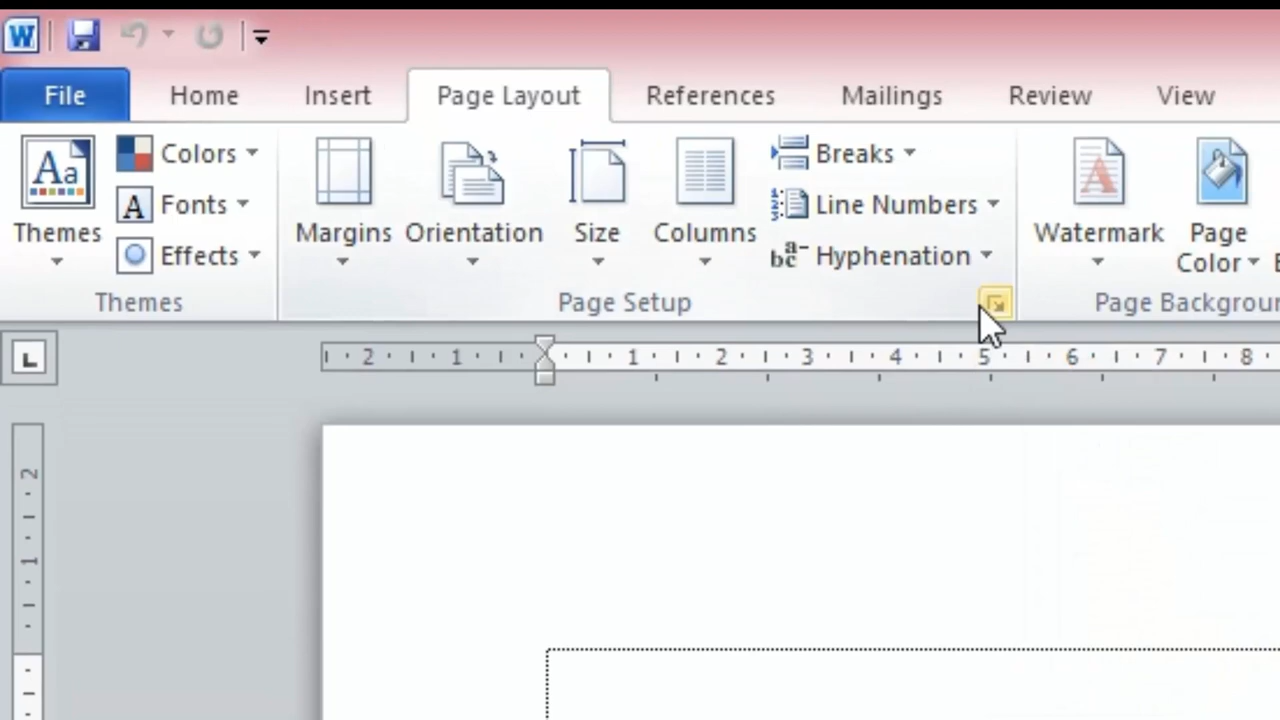 File Home Insert Page Layout References Mailings Review View
Aa Colors
A Fonts
Effects
Themes Margins Orientation Size Columns
Breaks
Line Numbers
Hyphenation
Watermark Page
Color
Themes Page Setup Page Backgroun
2 1 1 2 3 4 5 6 7 8
2
1